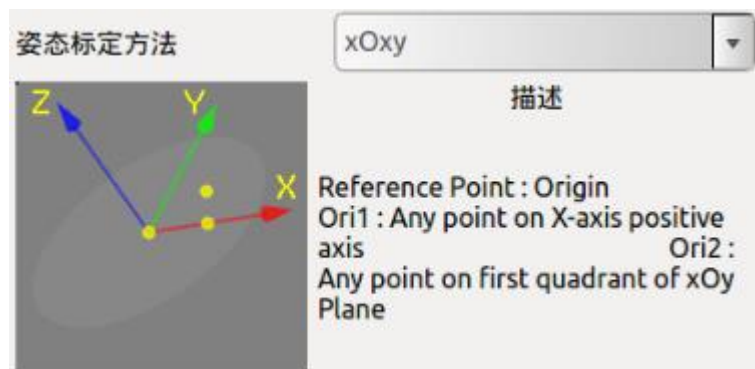 姿态标定方法
xOxy
描述
Z
Y
X
Reference Point : Origin
Ori1 : Any point on X-axis positive
axis Ori2 :
Any point on first quadrant of xOy
Plane